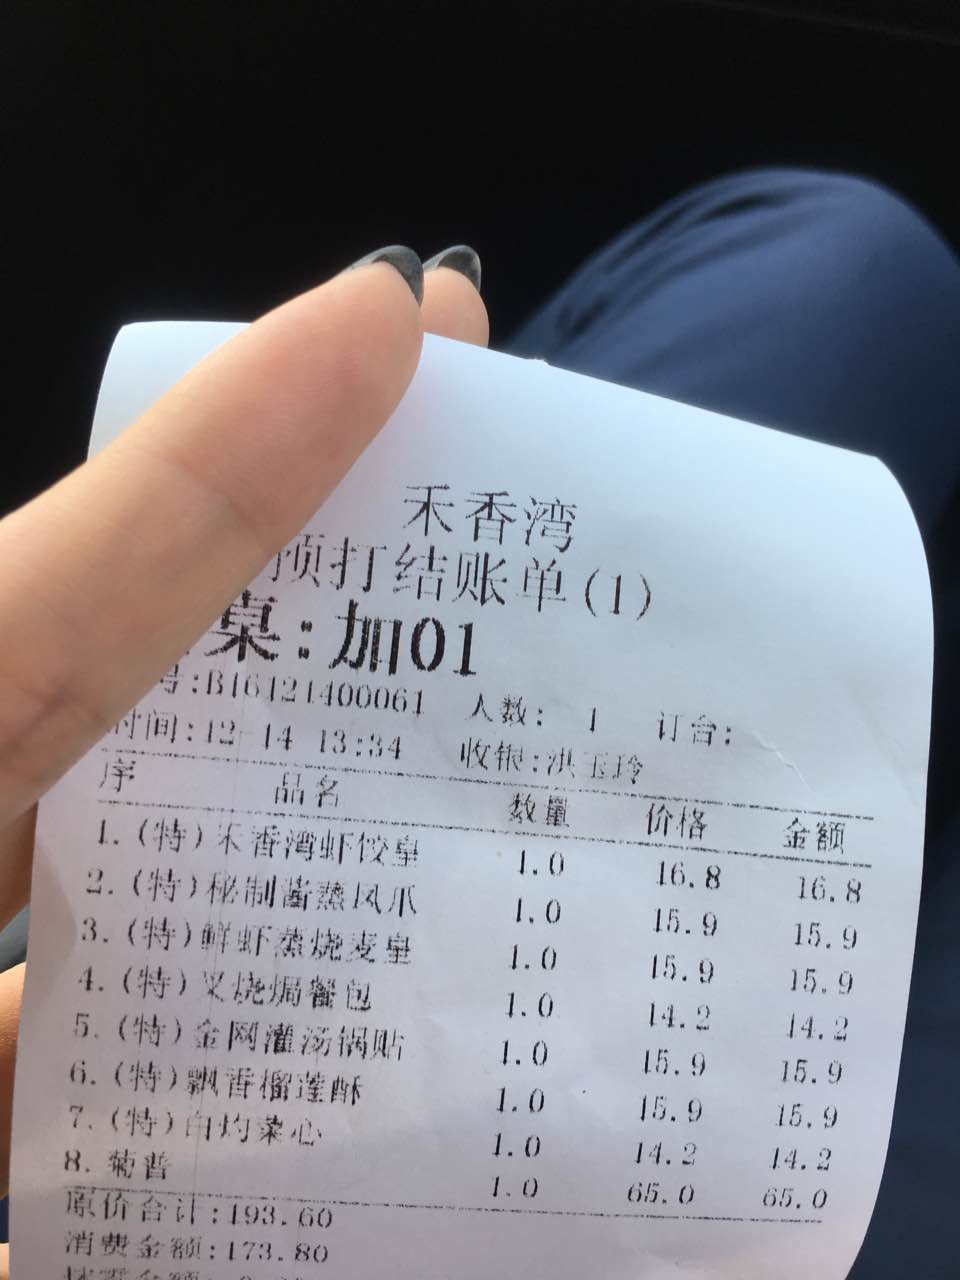 禾香湾
预打结账单(1)
桌:加01
号:B16121400061 人数: 1 订台:
时间:12-14 13:34 收银:洪玉玲
序 品名 数量 价格 金额
1.(特)禾香湾虾饺皇 1.0 16.8 16.8
2.(特)秘制酱蒸凤爪 1.0 15.9 15.9
3.(特)鲜虾蒸烧麦皇 1.0 15.9 15.9
4.(特)叉烧焗餐包 1.0 14.2 14.2
5.(特)金网灌汤锅贴 1.0 15.9 15.9
6.(特)飘香榴莲酥 1.0 15.9 15.9
7.(特)白灼菜心 1.0 14.2 14.2
8.菊普 1.0 65.0 65.0
原价合计:193.60
消费金额:173.80